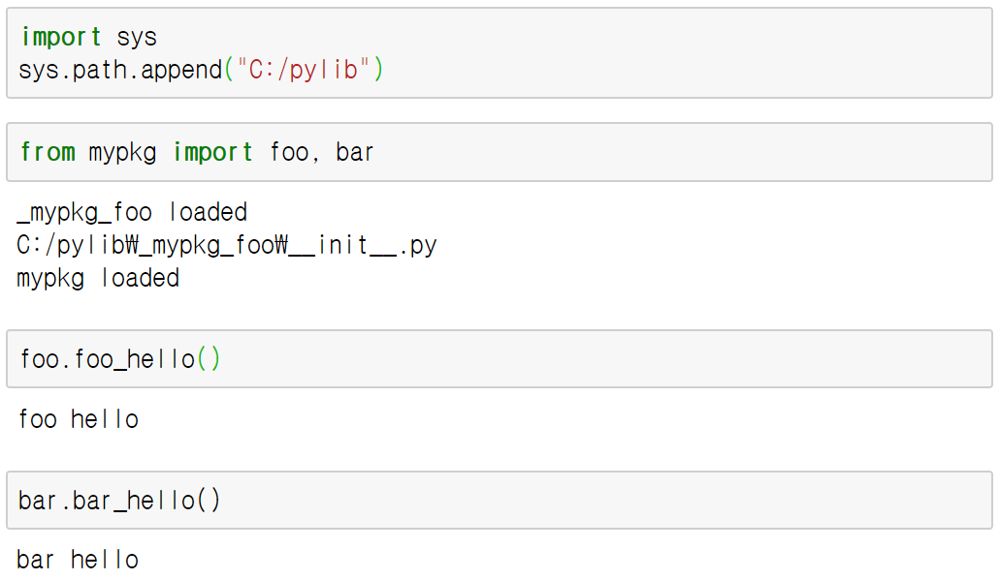 import sys
sys.path.append("C:/pylib")
from mypkg import foo, bar
_mypkg_foo loaded
C:/pylib₩_mypkg_foo₩__init__.py
mypkg loaded
foo.foo_hello()
foo hello
bar.bar_hello()
bar hello